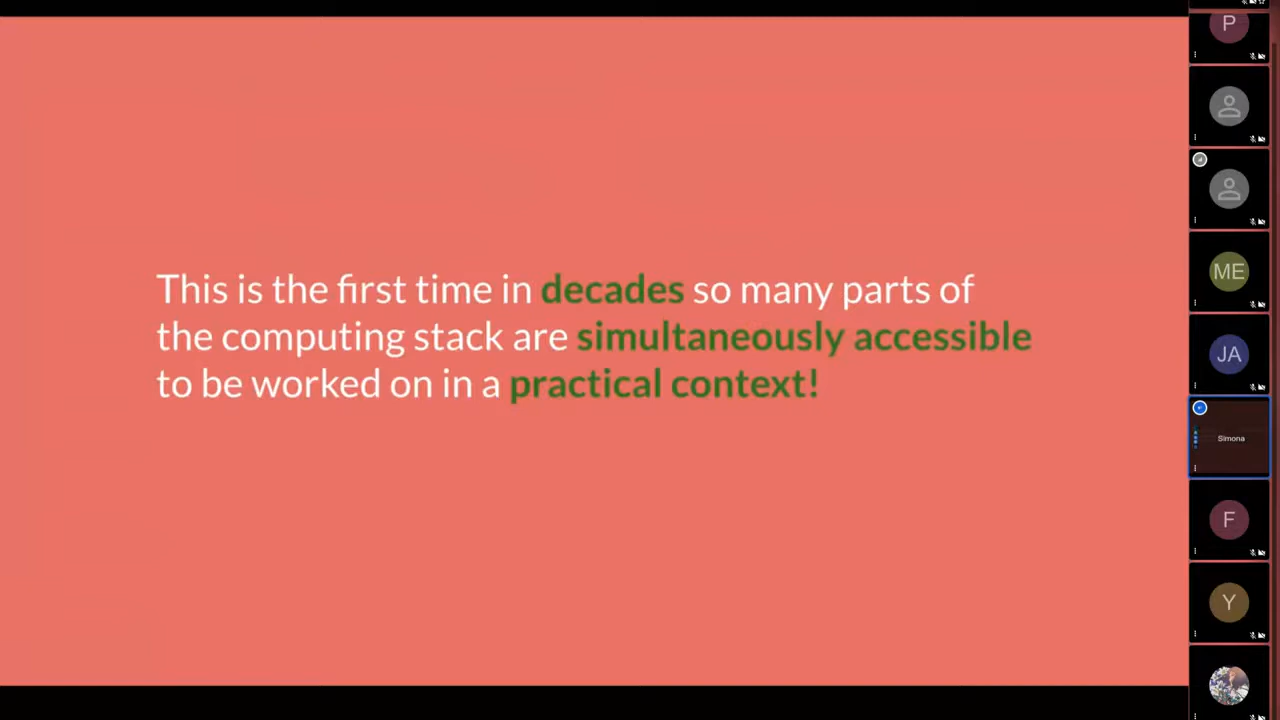 This is the first time in decades so many parts of
the computing stack are simultaneously accessible
to be worked on in a practical context!
P
ME
JA
Simona
F
Y